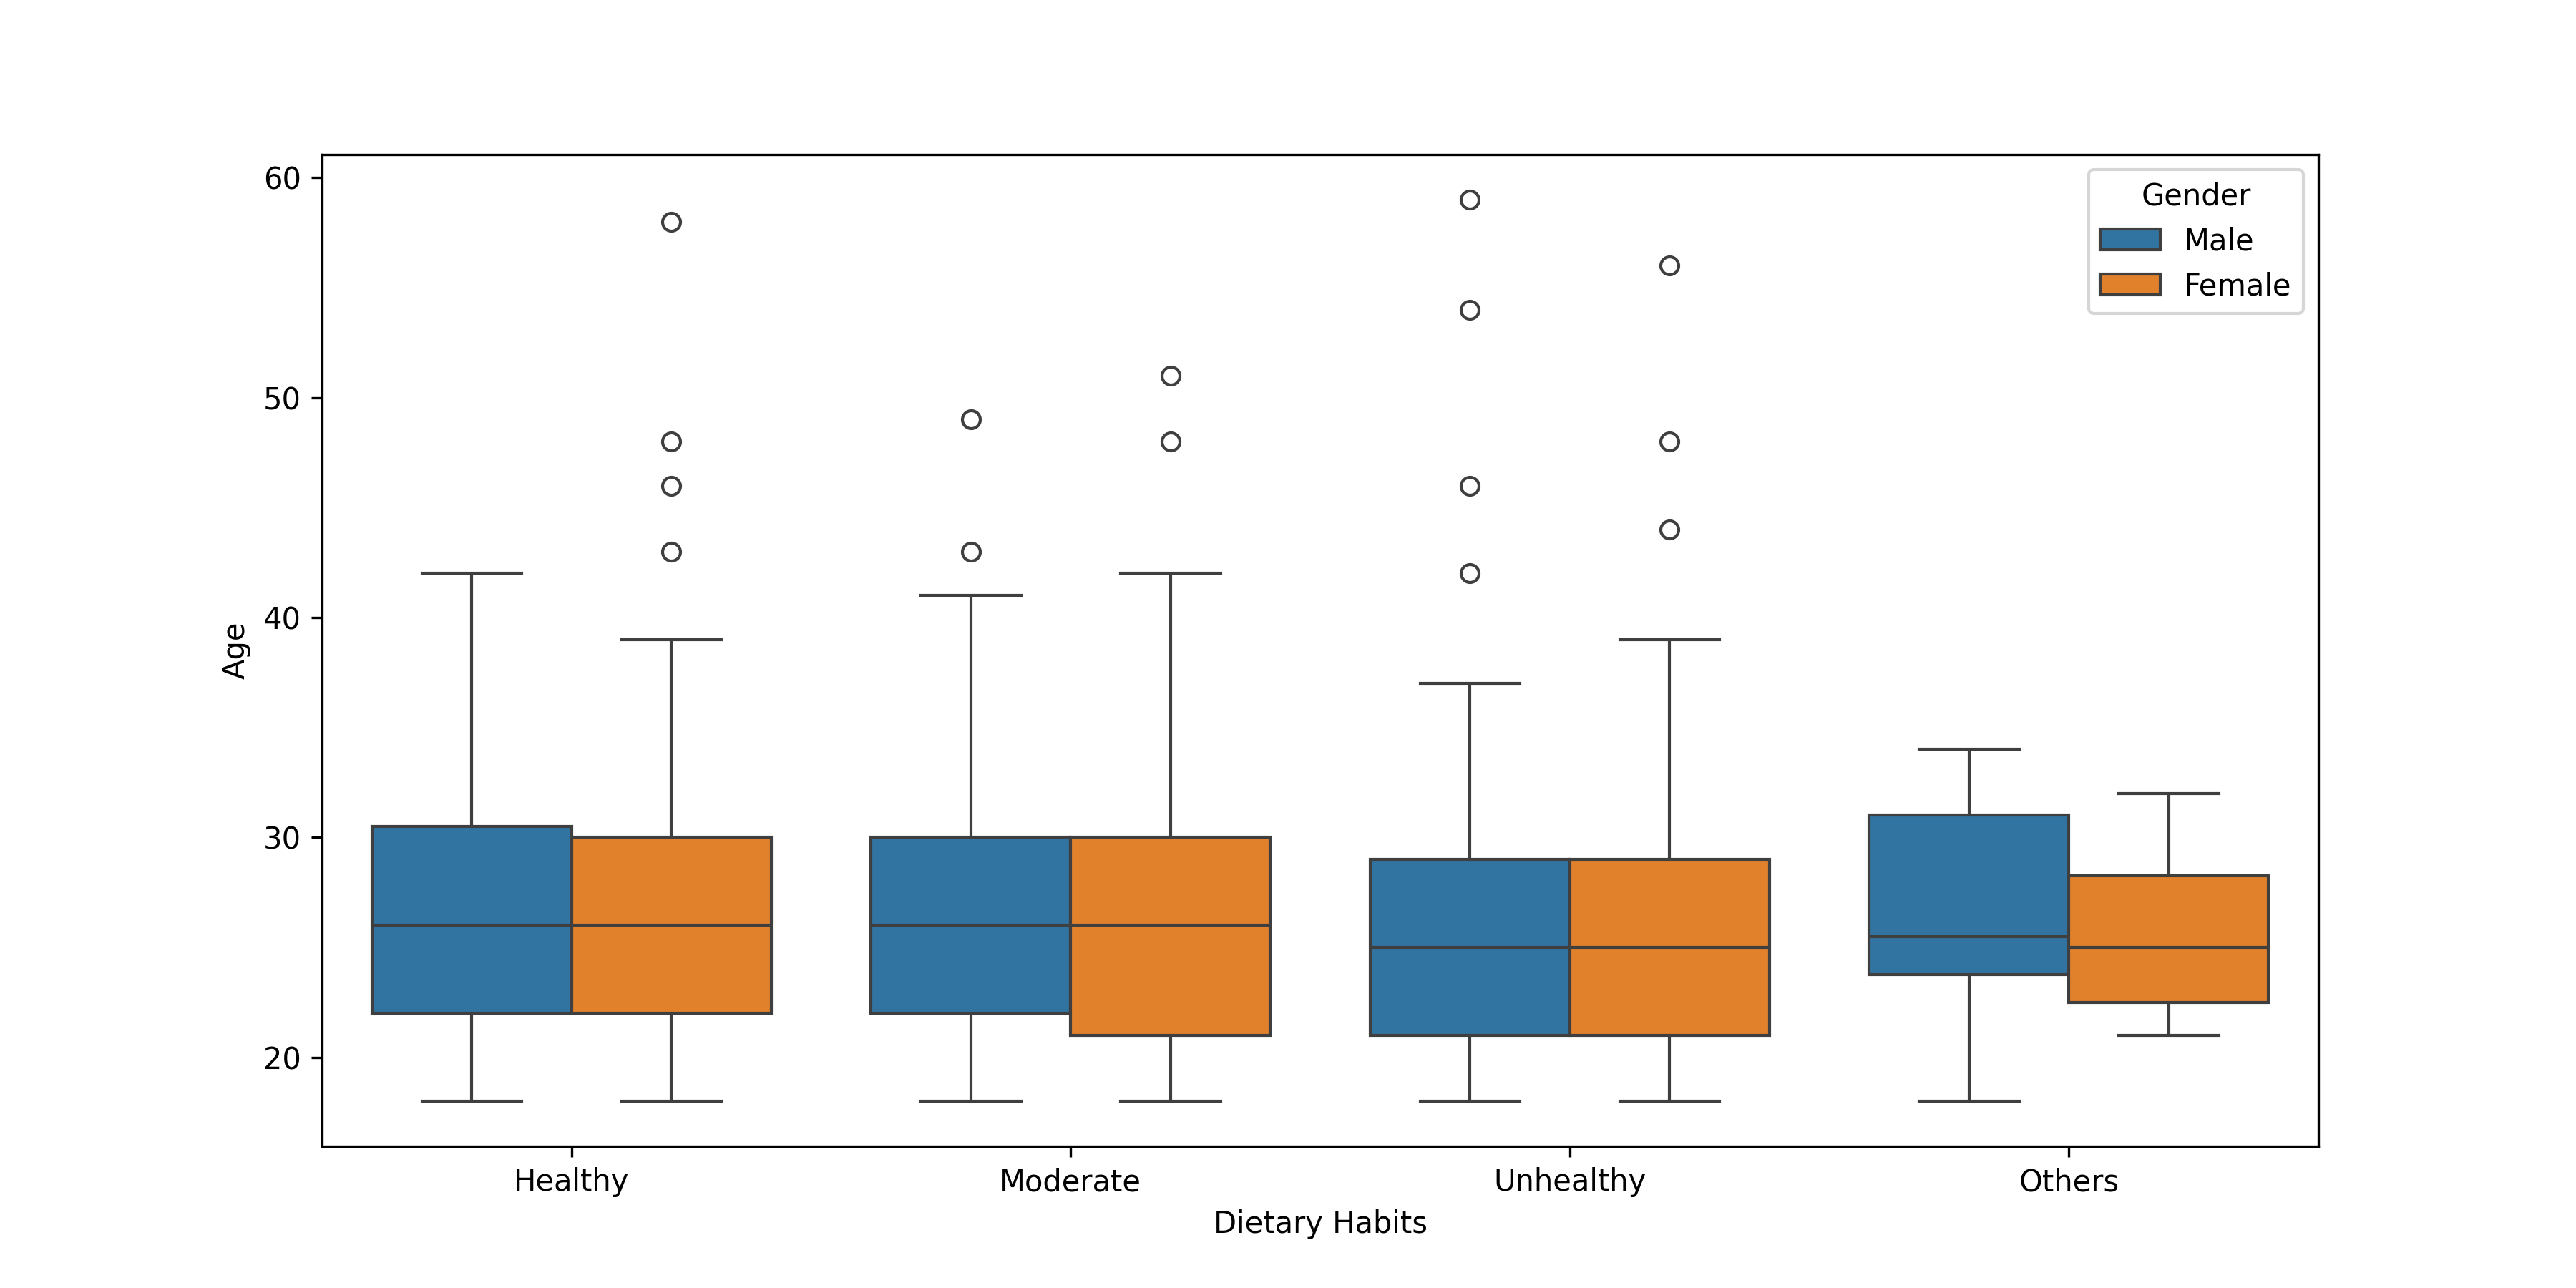 60
50
40
30
20
Age
Gender
Male
Female
Healthy
Moderate
Unhealthy
Others
Dietary Habits